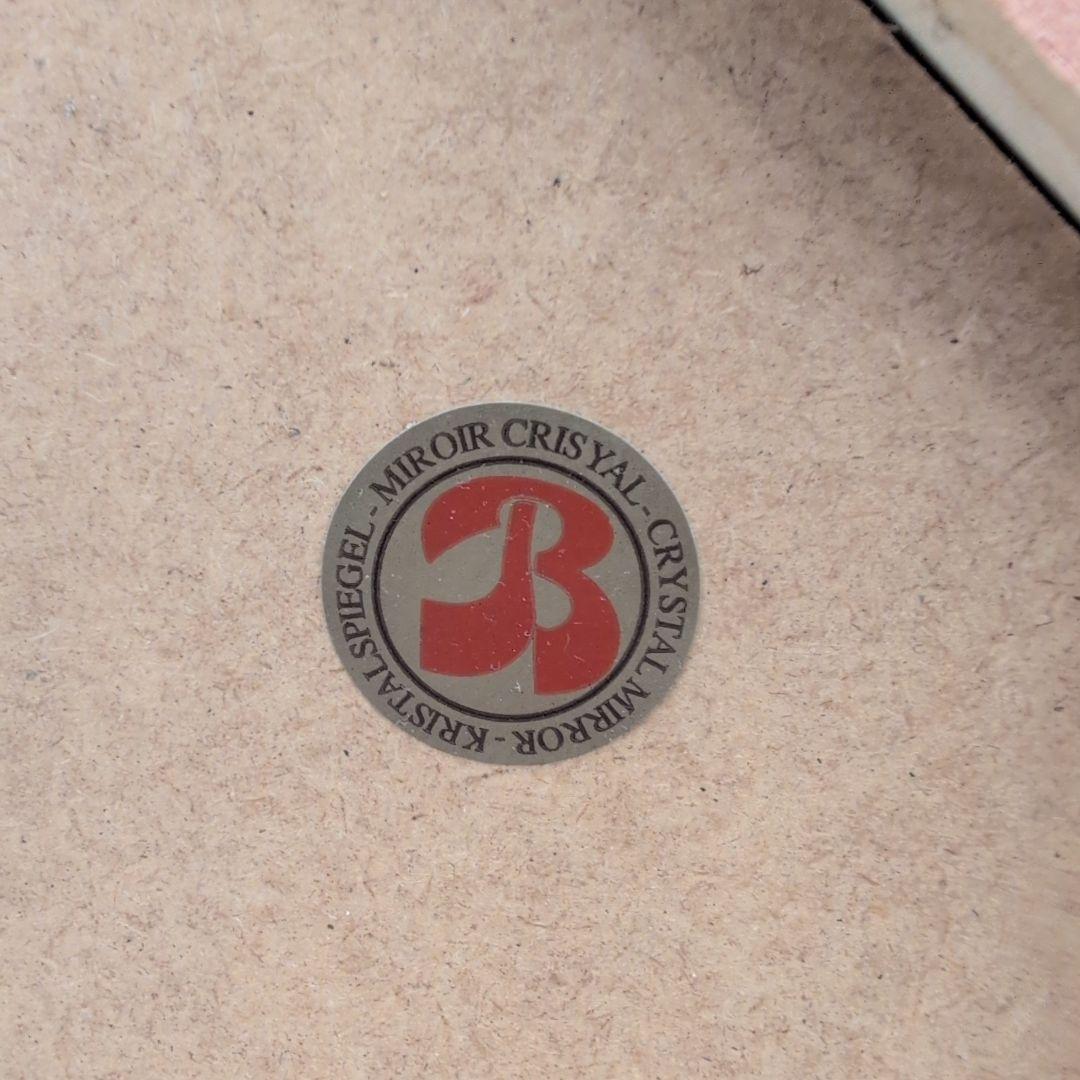 MIROIR CRISYAL - CRYSTAL MIRROR - KRISTALSPIEGEL -
B